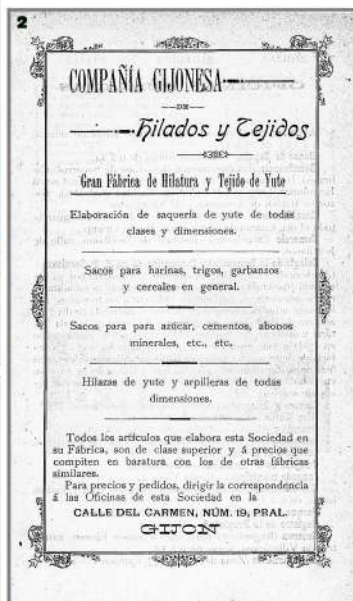 2
COMPAÑÍA GIJONESA
DE
Hilados y Tejidos
Gran Fábrica de Hilatura y Tejido de Yute
Elaboración de saquería de yute de todas
clases y dimensiones.
Sacos para harinas, trigos, garbanzos
y cereales en general.
Sacos para para azúcar, cementos, abonos
minerales, etc., etc.
Hilazas de yute y arpilleras de todas
dimensiones.
Todos los artículos que elabora esta Sociedad en
su Fábrica, son de clase superior y á precios que
compiten en baratura con los de otras fábricas
similares.
Para precios y pedidos, dirigir la correspondencia
á las Oficinas de esta Sociedad en la
CALLE DEL CARMEN, NÚM. 19, PRAL.
GIJON